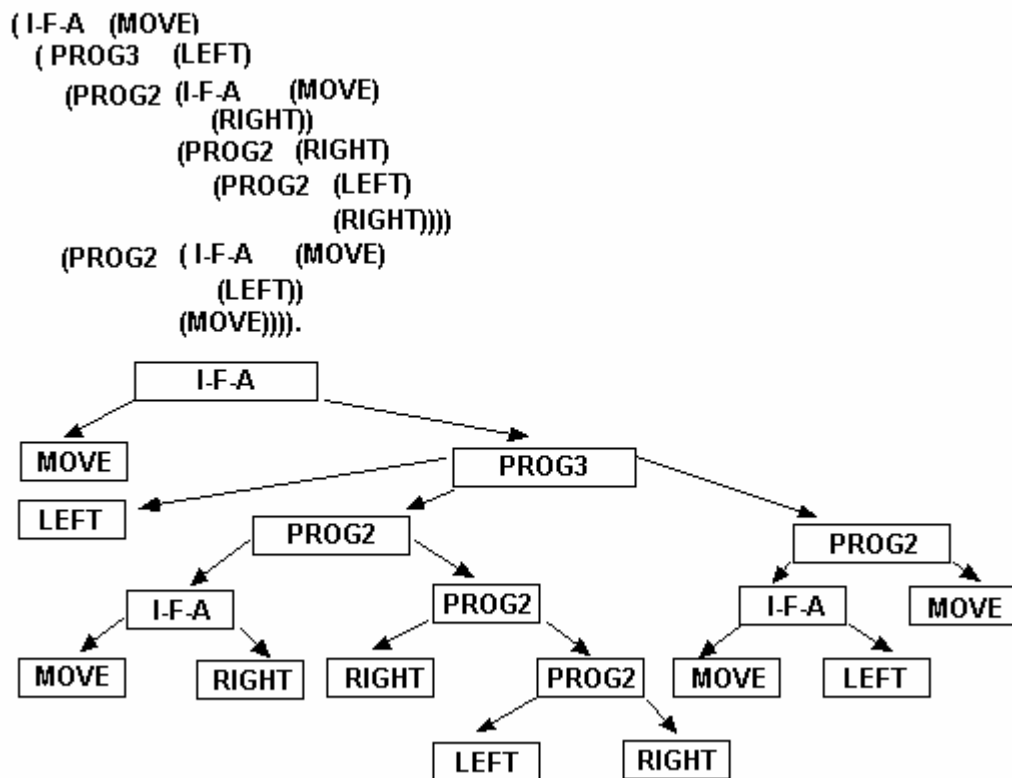 ( I-F-A (MOVE)
( PROG3 (LEFT)
(PROG2 (I-F-A (MOVE)
(RIGHT))
(PROG2 (RIGHT)
(PROG2 (LEFT)
(RIGHT))))
(PROG2 ( I-F-A (MOVE)
(LEFT))
(MOVE)))).
I-F-A
MOVE
PROG3
LEFT
PROG2
PROG2
I-F-A
PROG2
I-F-A
MOVE
MOVE
RIGHT
RIGHT
PROG2
MOVE
LEFT
LEFT
RIGHT